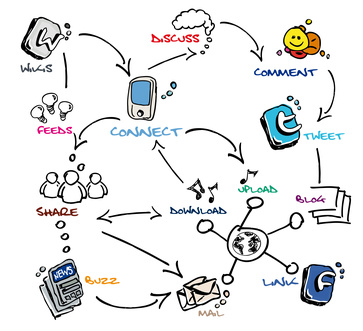 DISCUSS
W
WIKIS
COMMENT
FEEDS
CONNECT
t
TWEET
UPLOAD
SHARE
DOWNLOAD
BLOG
NEWS
BUZZ
LINK
f
MAIL